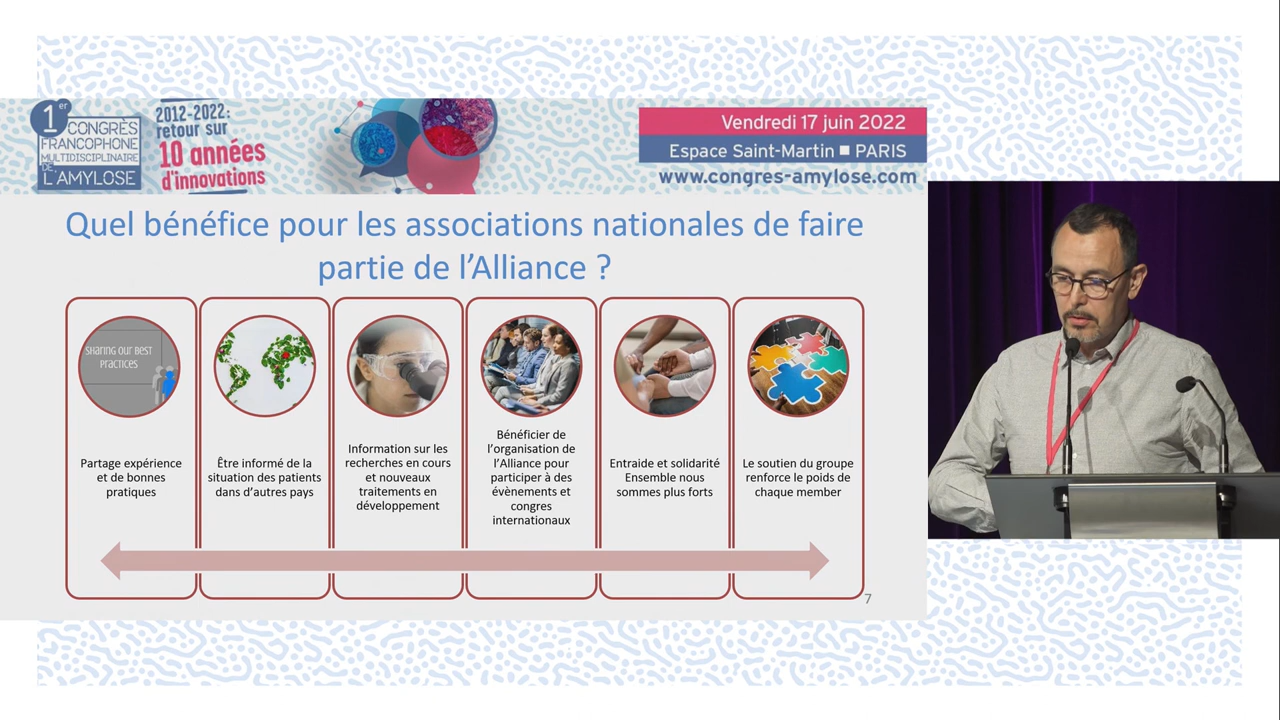 1er
CONGRÈS
FRANCOPHONE
MULTIDISCIPLINAIRE
DE
L'AMYLOSE
2012-2022:
retour sur
10 années
d'innovations
Vendredi 17 juin 2022
Espace Saint-Martin ■ PARIS
www.congres-amylose.com
Quel bénéfice pour les associations nationales de faire
partie de l'Alliance ?
Sharing our best
practices
Partage expérience
et de bonnes
pratiques
Être informé de la
situation des patients
dans d'autres pays
Information sur les
recherches en cours
et nouveaux
traitements en
développement
Bénéficier de
l'organisation de
l'Alliance pour
participer à des
évènements et
congres
internationaux
Entraide et solidarité
Ensemble nous
sommes plus forts
Le soutien du groupe
renforce le poids de
chaque member
7